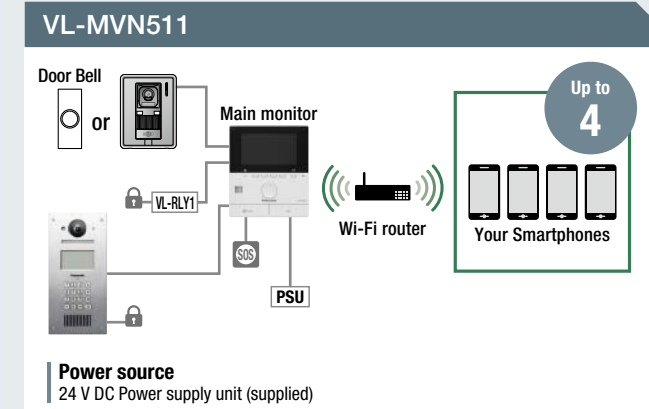 VL-MVN511
Door Bell
or
Main monitor
Up to
4
VL-RLY1
Wi-Fi router
Your Smartphones
SOS
PSU
Power source
24 V DC Power supply unit (supplied)